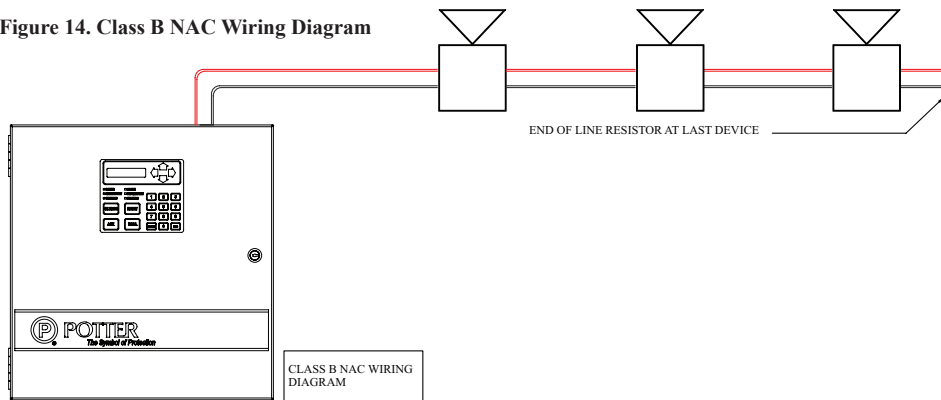 Figure 14. Class B NAC Wiring Diagram
END OF LINE RESISTOR AT LAST DEVICE
P POTTER
The Symbol of Protection
CLASS B NAC WIRING
DIAGRAM